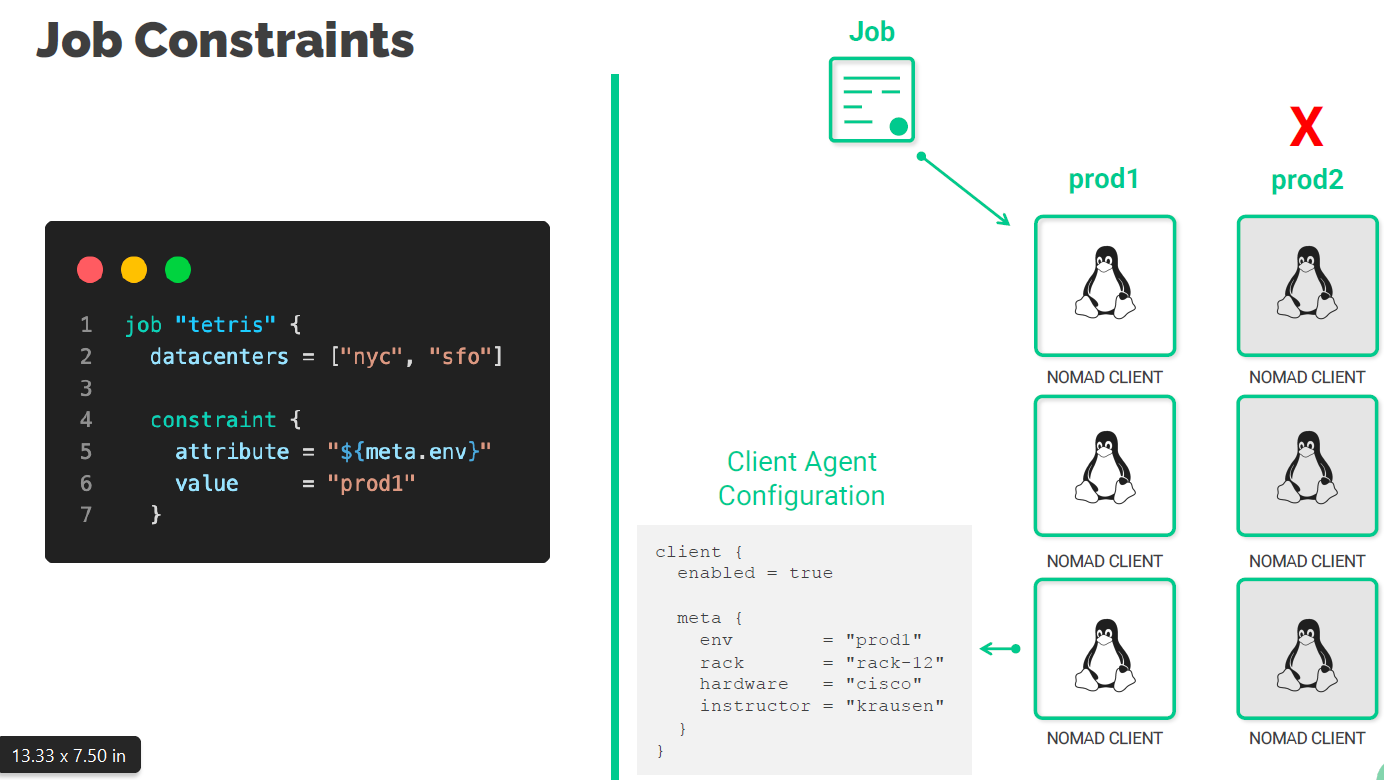 Job Constraints
1 job "tetris" {
2   datacenters = ["nyc", "sfo"]
3
4   constraint {
5     attribute = "${meta.env}"
6     value     = "prod1"
7   }
Job
X
prod1
prod2
NOMAD CLIENT
NOMAD CLIENT
NOMAD CLIENT
NOMAD CLIENT
NOMAD CLIENT
NOMAD CLIENT
Client Agent
Configuration
client {
  enabled = true

  meta {
    env        = "prod1"
    rack       = "rack-12"
    hardware   = "cisco"
    instructor = "krausen"
  }
}
13.33 x 7.50 in